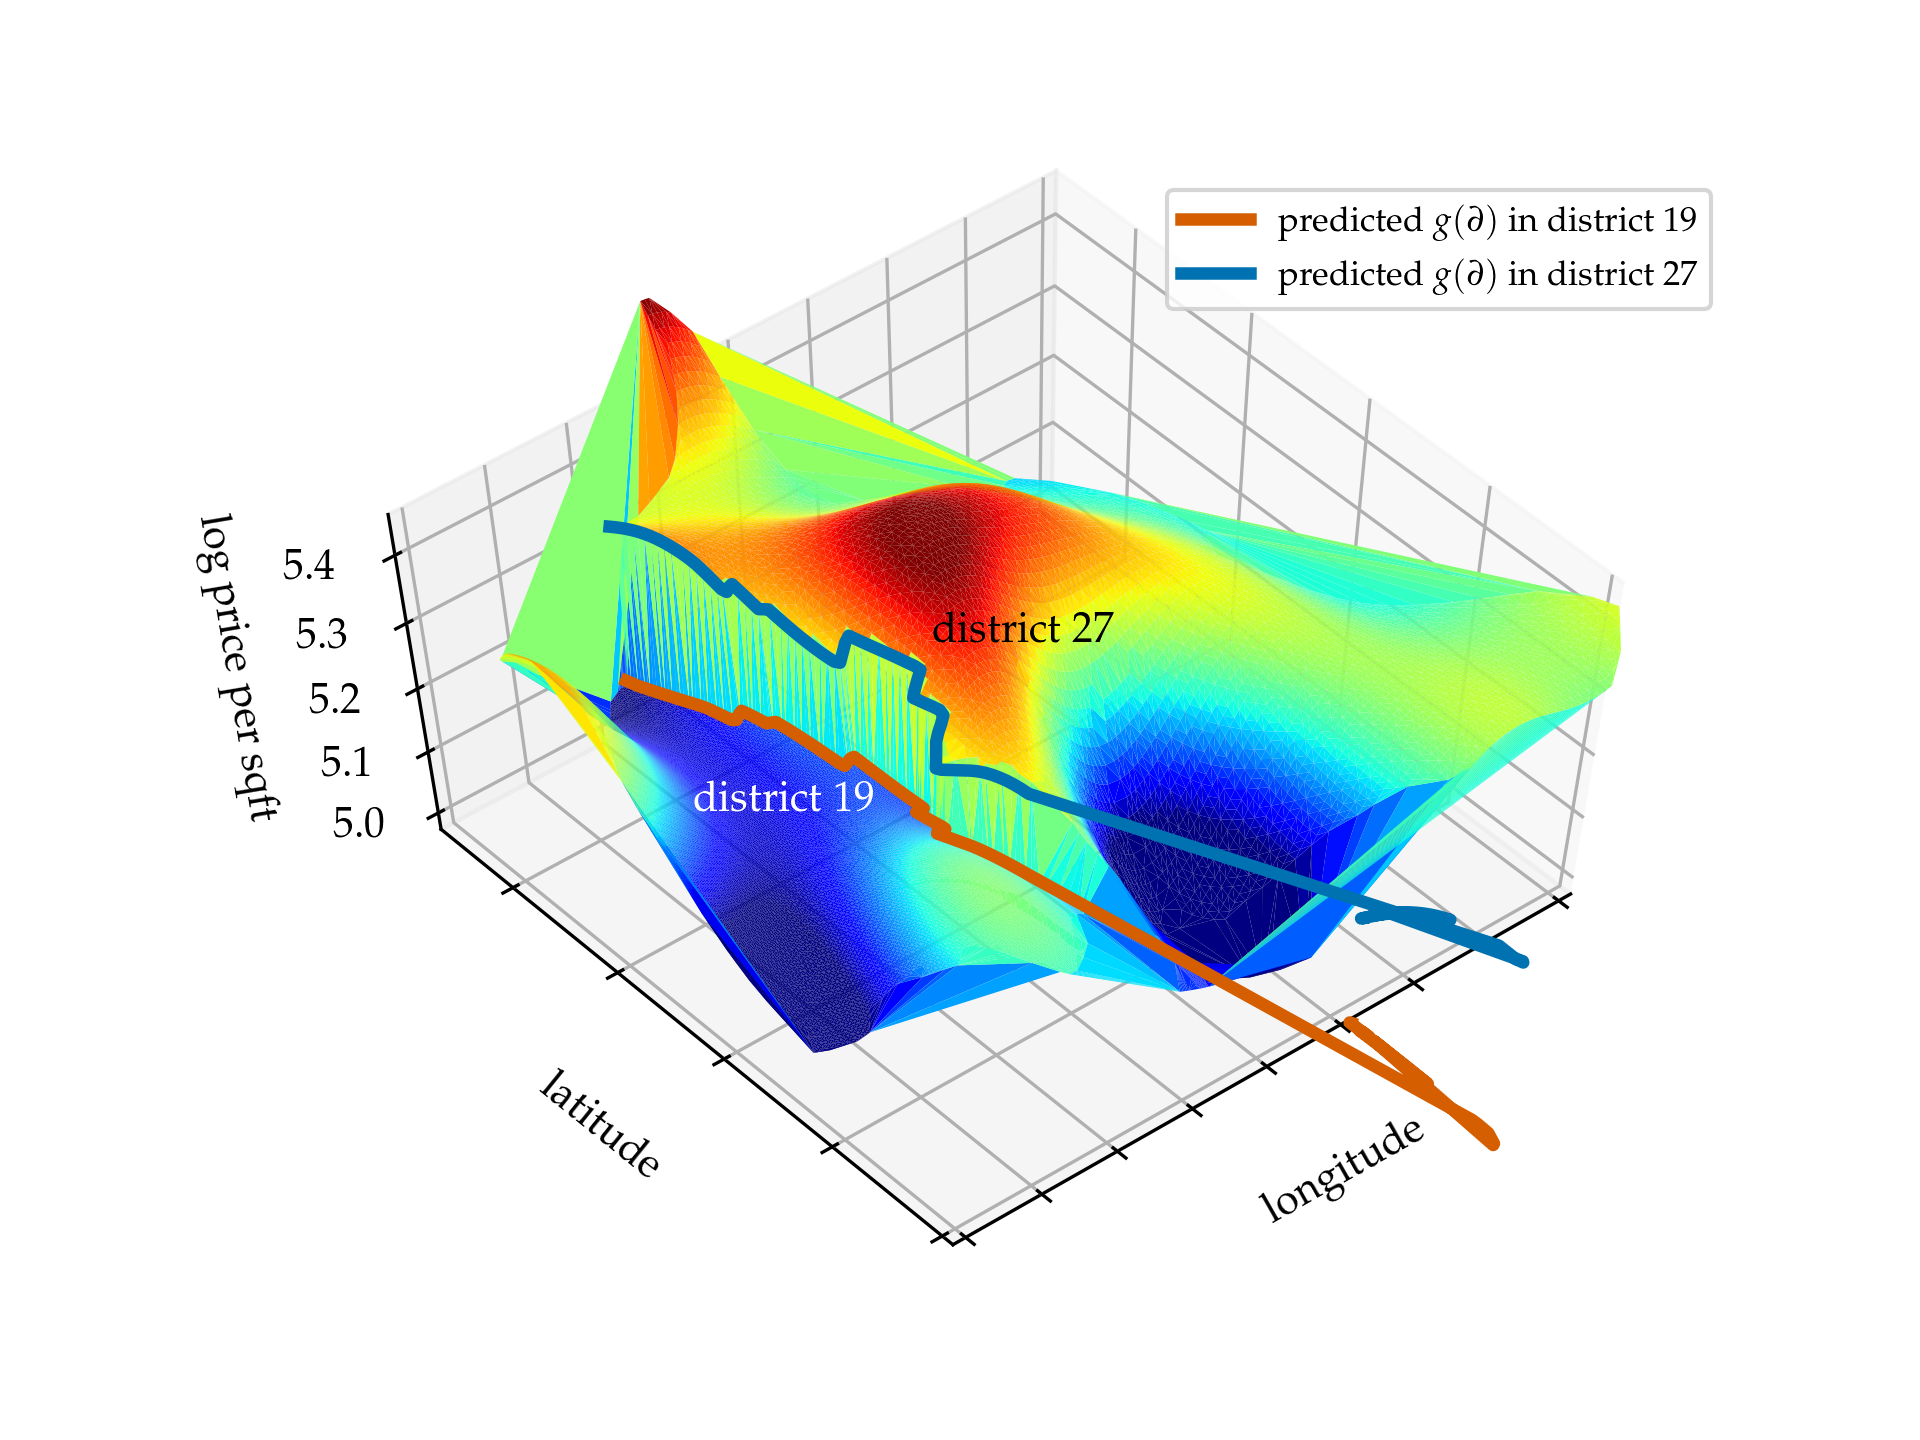 predicted g(∂) in district 19
predicted g(∂) in district 27
log price per sqft
5.4
5.3
5.2
5.1
5.0
district 27
district 19
latitude
longitude